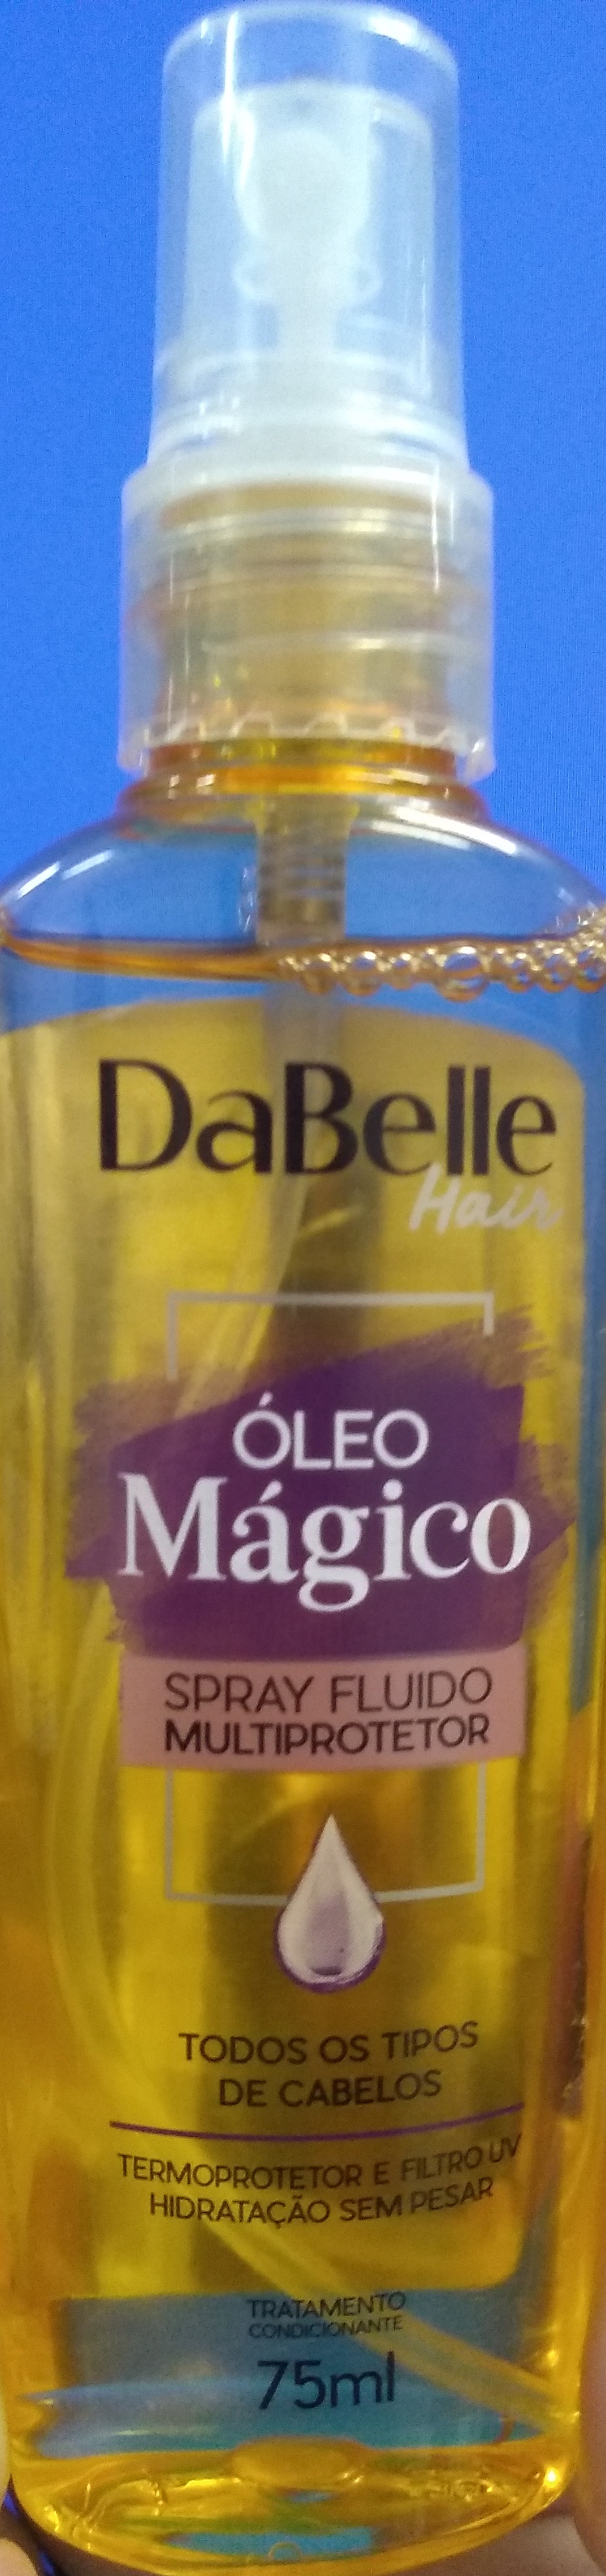 DaBelle
Hair
ÓLEO
Mágico
SPRAY FLUIDO
MULTIPROTETOR
TODOS OS TIPOS
DE CABELOS
TERMOPROTETOR E FILTRO UV
HIDRATAÇÃO SEM PESAR
TRATAMENTO
CONDICIONANTE
75ml